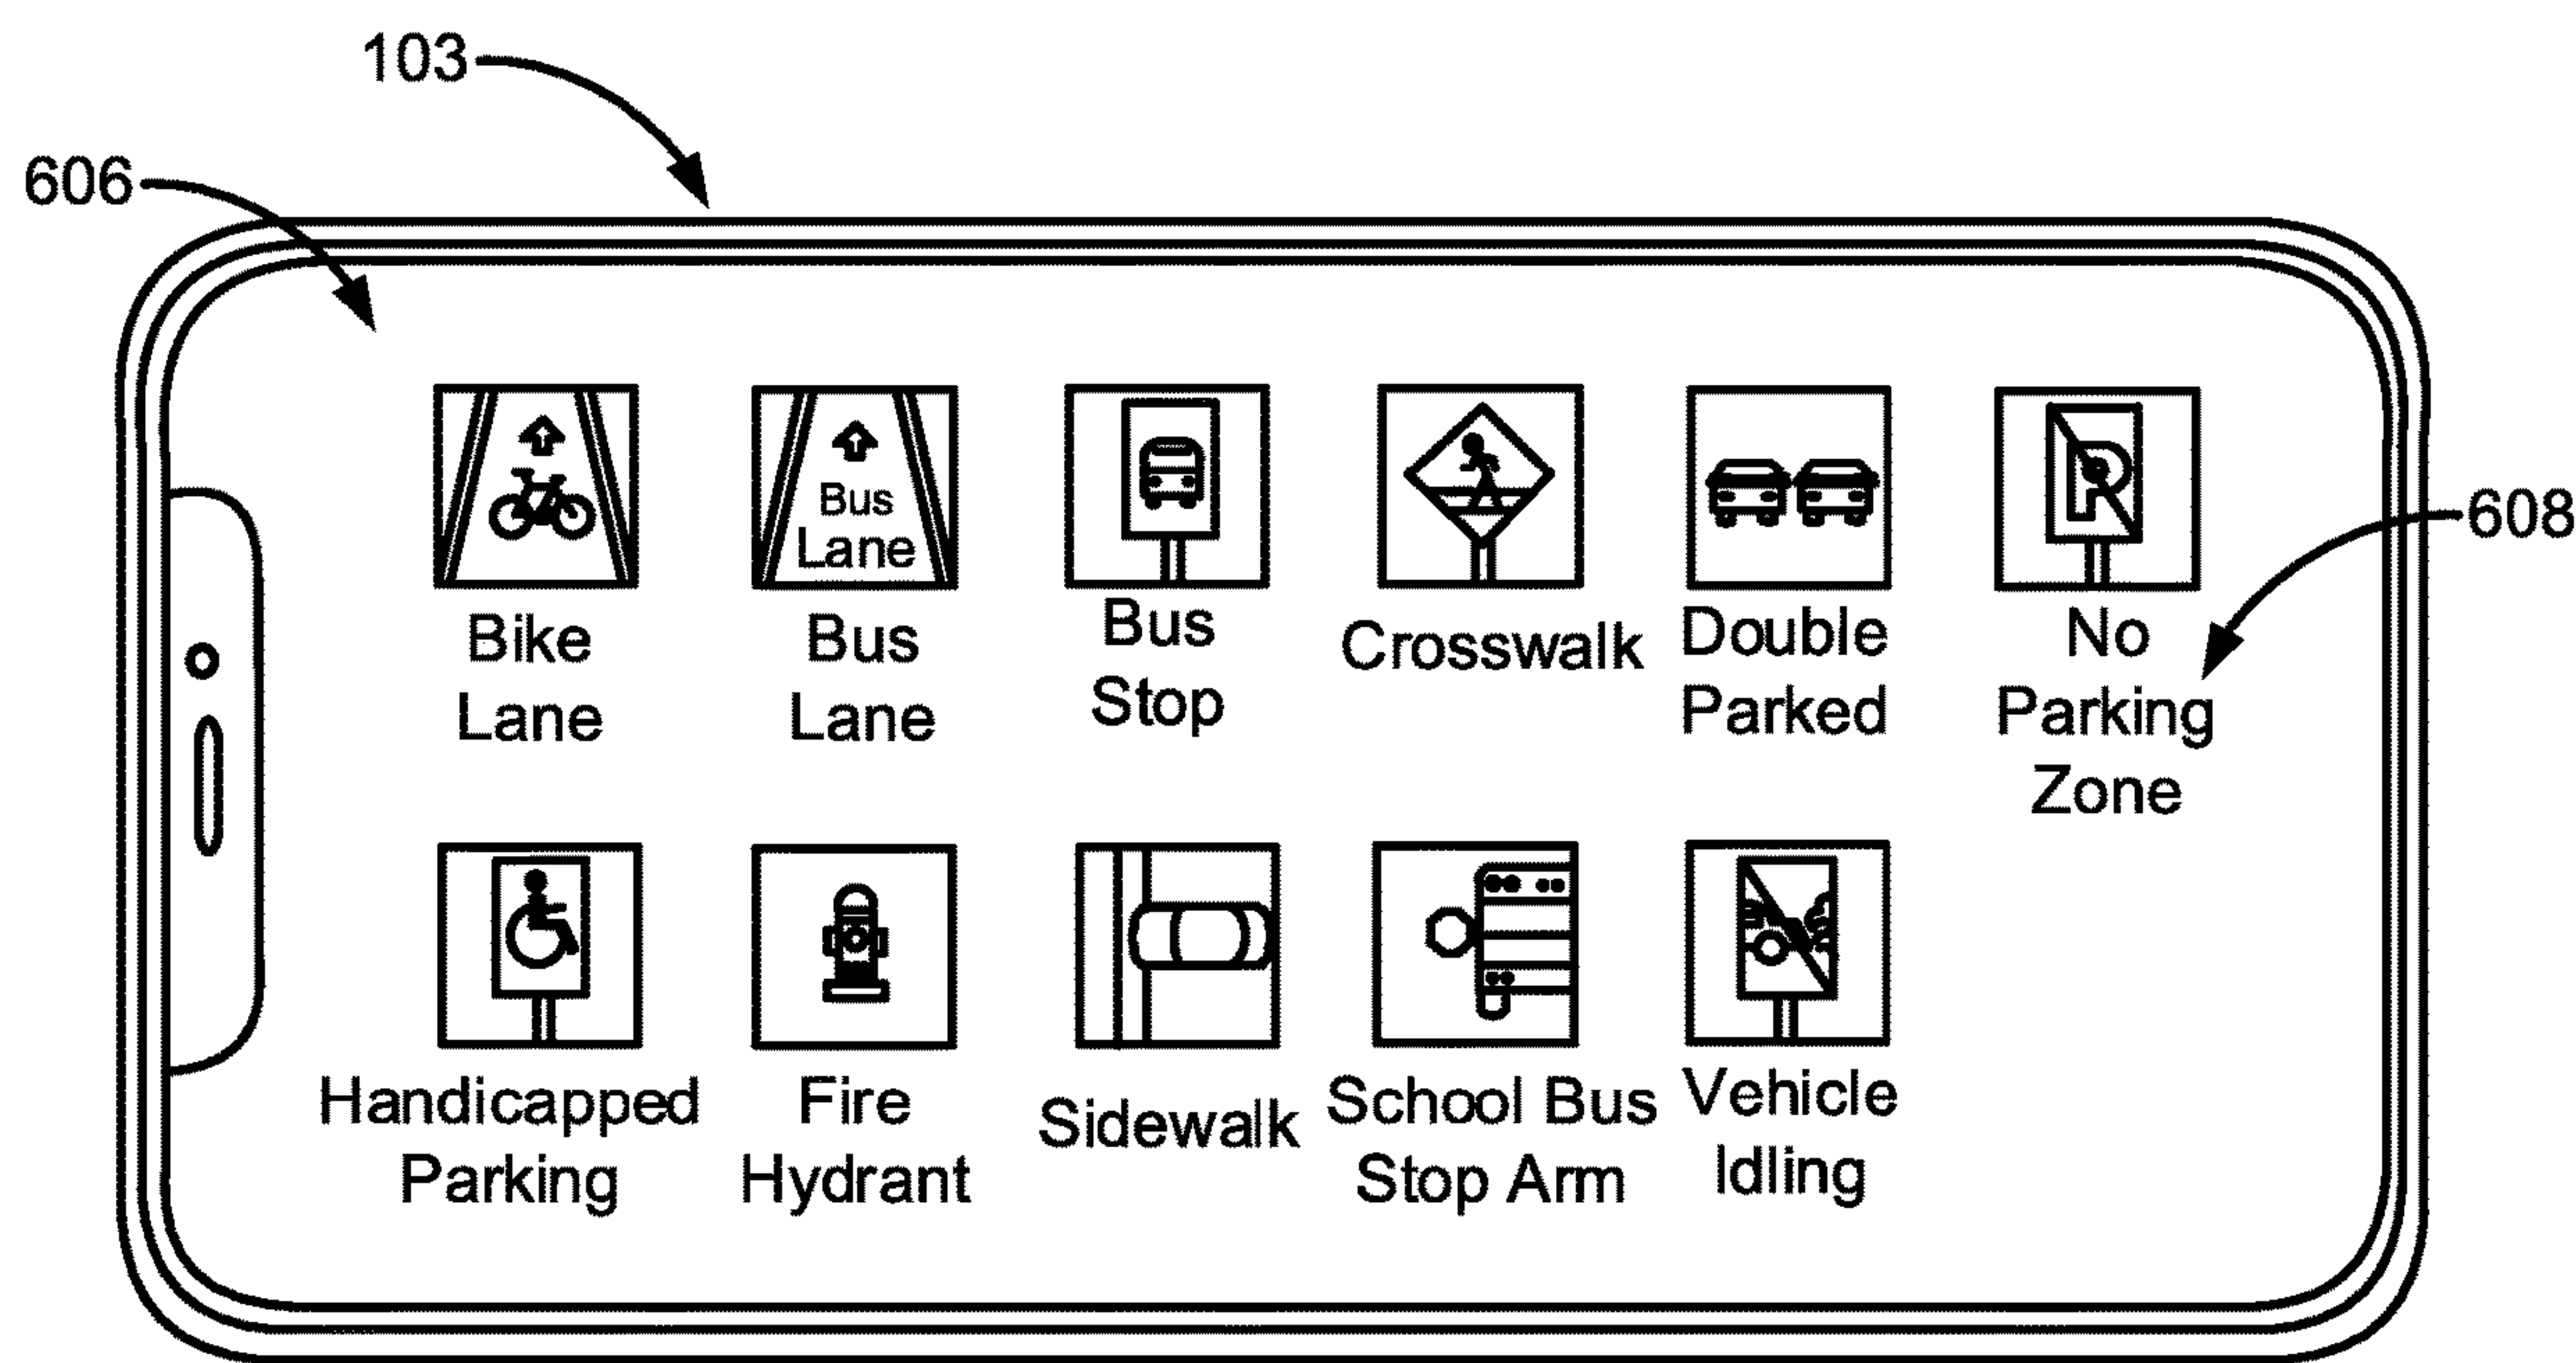 103
606
Bus
Lane
608
Bike
Lane
Bus
Lane
Bus
Stop
Crosswalk
Double
Parked
No
Parking
Zone
Handicapped
Parking
Fire
Hydrant
Sidewalk
School Bus
Stop Arm
Vehicle
Idling